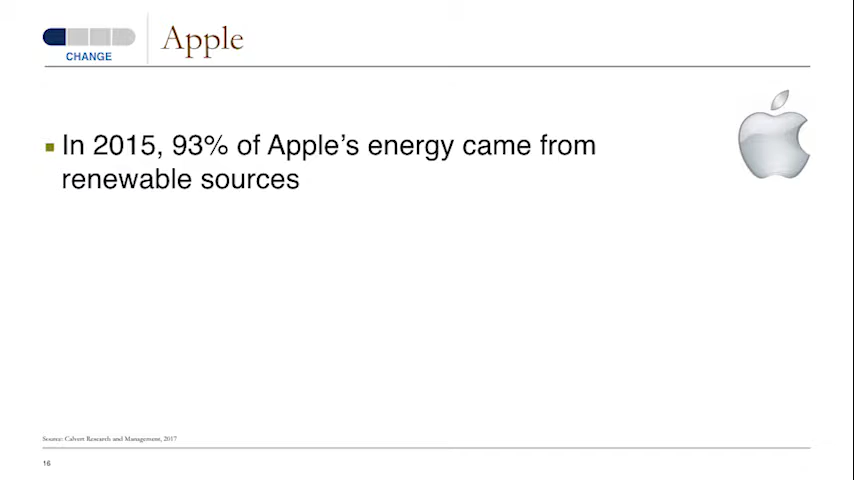 CHANGE
Apple
In 2015, 93% of Apple's energy came from
renewable sources
Source: Calvert Research and Management, 2017
16